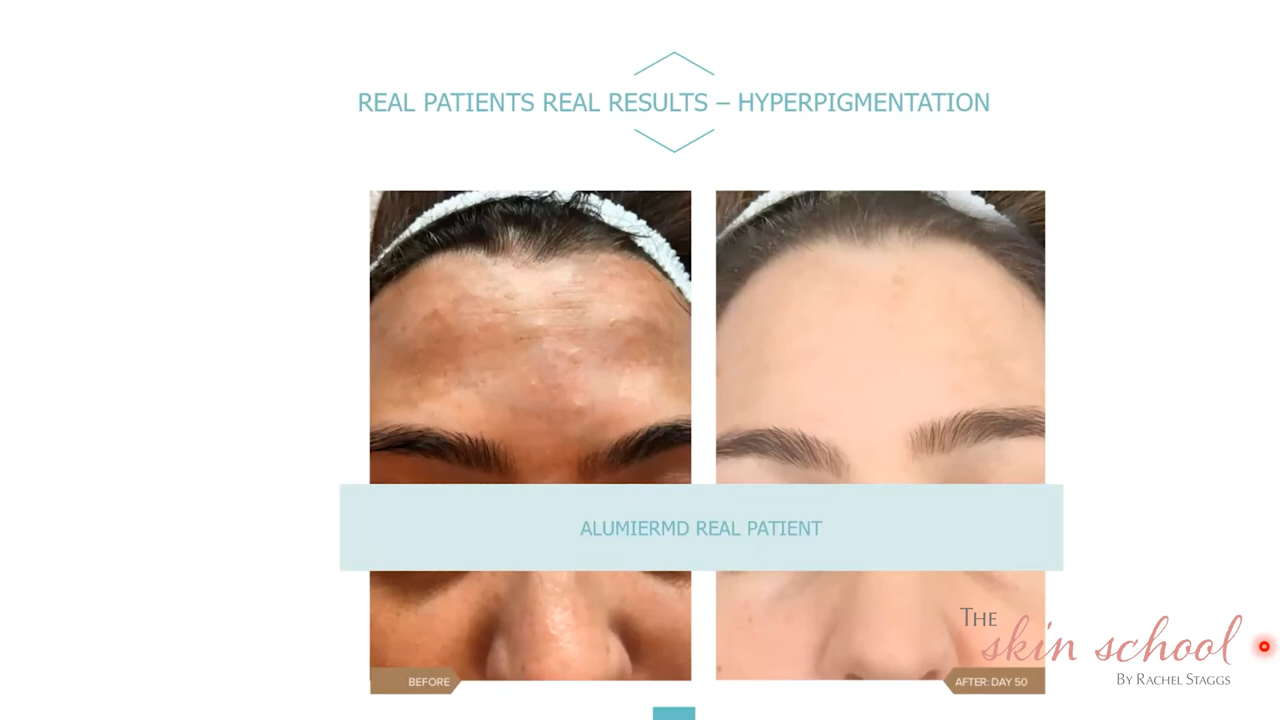 REAL PATIENTS REAL RESULTS – HYPERPIGMENTATION
ALUMIERMD REAL PATIENT
BEFORE
AFTER: DAY 50
THE
skin school
BY RACHEL STAGGS